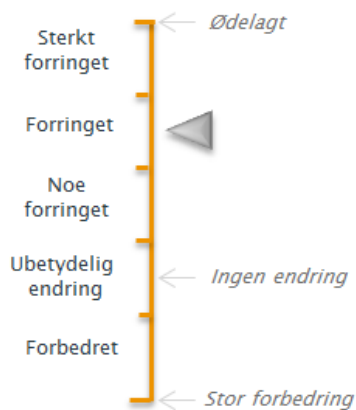 Ødelagt
Sterkt
forringet
Forringet
Noe
forringet
Ubetydelig
endring
Ingen endring
Forbedret
Stor forbedring